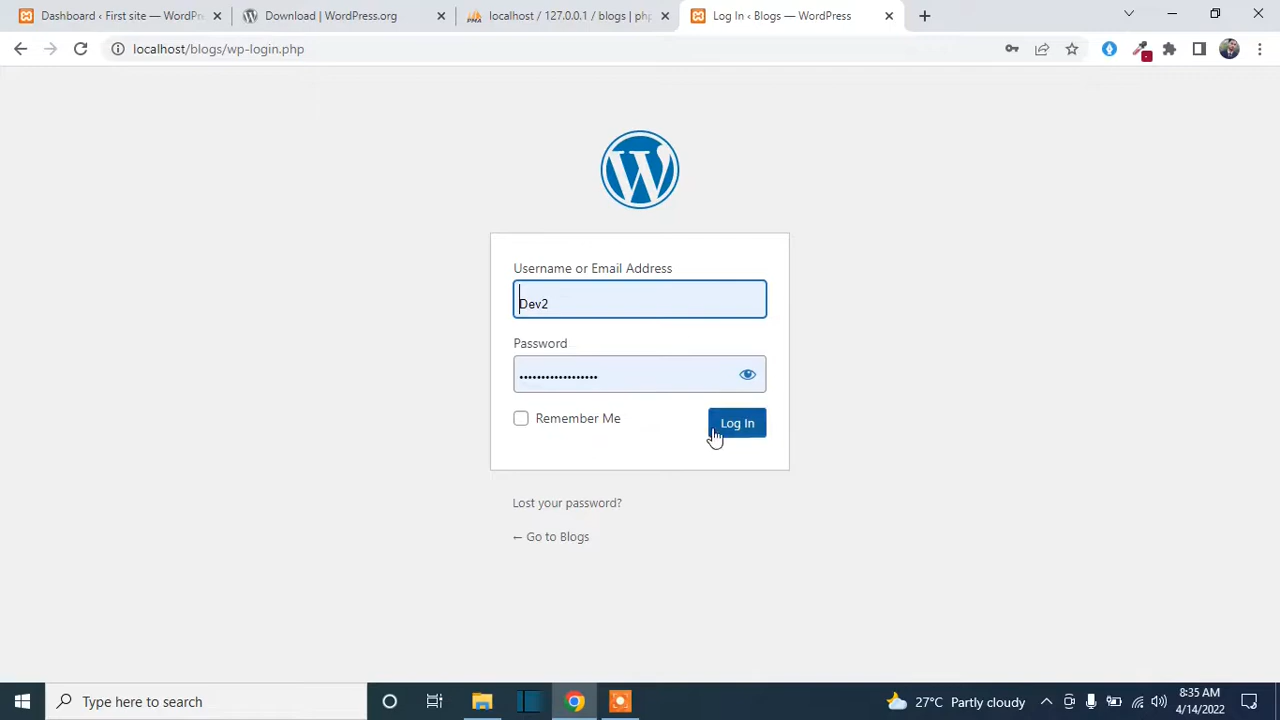 Dashboard ‹ First site — WordPre
Download | WordPress.org
localhost / 127.0.0.1 / blogs | ph
Log In ‹ Blogs — WordPress
localhost/blogs/wp-login.php
Username or Email Address
Dev2
Password
••••••••••••••••••
Remember Me
Log In
Lost your password?
← Go to Blogs
Type here to search
27°C Partly cloudy
8:35 AM
4/14/2022